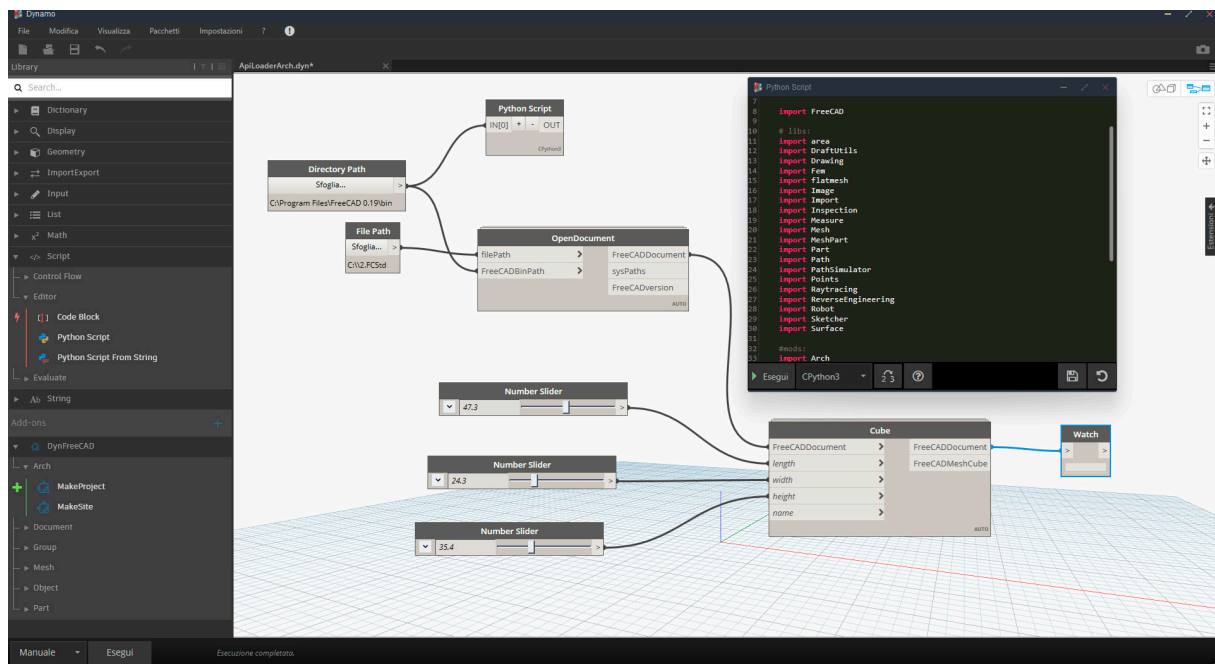 Dynamo
File Modifica Visualizza Pacchetti Impostazioni ? !
Library
ApiLoaderArch.dyn*
Search...
Dictionary
Display
Geometry
ImportExport
Input
List
Math
Script
Control Flow
Editor
Code Block
Python Script
Python Script From String
Evaluate
String
Add-ons
DynFreeCAD
Arch
MakeProject
MakeSite
Document
Group
Mesh
Object
Part
Python Script
IN[0] + - OUT
CPython3
Directory Path
Sfoglia... >
C:\Program Files\FreeCAD 0.19\bin
File Path
Sfoglia... >
C:\\2.FCStd
OpenDocument
filePath > FreeCADDocument
FreeCADBinPath > sysPaths
FreeCADversion
AUTO
Number Slider
47.3 >
Number Slider
24.3 >
Number Slider
35.4 >
Cube
FreeCADDocument > FreeCADDocument
length > FreeCADMeshCube
width >
height >
name >
AUTO
Watch
> >
Python Script
7
8 import FreeCAD
9
10 # libs:
11 import area
12 import DraftUtils
13 import Drawing
14 import Fem
15 import flatmesh
16 import Image
17 import Import
18 import Inspection
19 import Measure
20 import Mesh
21 import MeshPart
22 import Part
23 import Path
24 import PathSimulator
25 import Points
26 import Raytracing
27 import ReverseEngineering
28 import Robot
29 import Sketcher
30 import Surface
31
32 #mods:
33 import Arch
Esegui CPython3
Estensioni
Manuale Esegui Esecuzione completata.